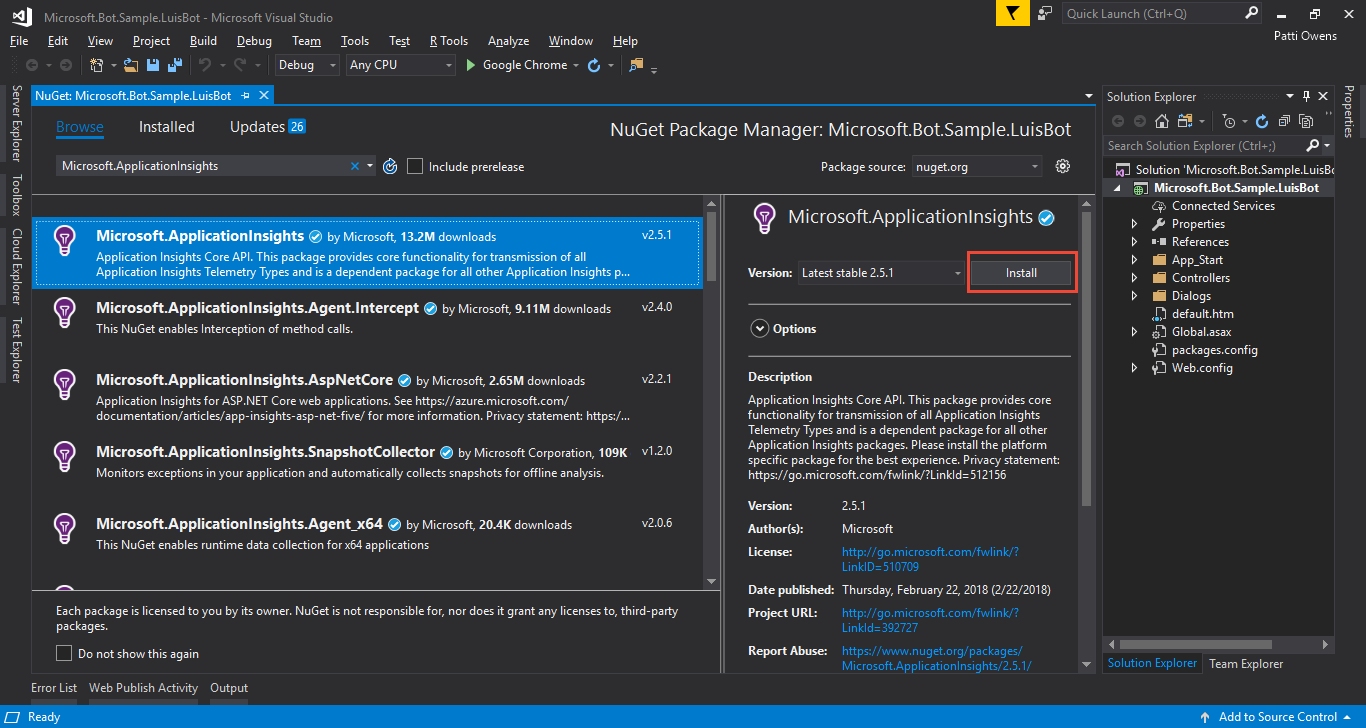 Microsoft.Bot.Sample.LuisBot - Microsoft Visual Studio
Quick Launch (Ctrl+Q)
File Edit View Project Build Debug Team Tools Test R Tools Analyze Window Help
Patti Owens
Debug Any CPU Google Chrome
Server Explorer
Toolbox
Cloud Explorer
Test Explorer
NuGet: Microsoft.Bot.Sample.LuisBot
Browse Installed Updates 26
NuGet Package Manager: Microsoft.Bot.Sample.LuisBot
Microsoft.ApplicationInsights
Include prerelease
Package source: nuget.org
Microsoft.ApplicationInsights by Microsoft, 13.2M downloads v2.5.1
Application Insights Core API. This package provides core functionality for transmission of all
Application Insights Telemetry Types and is a dependent package for all other Application Insights p...
Microsoft.ApplicationInsights.Agent.Intercept by Microsoft, 9.11M downloads v2.4.0
This NuGet enables Interception of method calls.
Microsoft.ApplicationInsights.AspNetCore by Microsoft, 2.65M downloads v2.2.1
Application Insights for ASP.NET Core web applications. See https://azure.microsoft.com/
documentation/articles/app-insights-asp-net-five/ for more information. Privacy statement: https:/...
Microsoft.ApplicationInsights.SnapshotCollector by Microsoft Corporation, 109K v1.2.0
Monitors exceptions in your application and automatically collects snapshots for offline analysis.
Microsoft.ApplicationInsights.Agent_x64 by Microsoft, 20.4K downloads v2.0.6
This NuGet enables runtime data collection for x64 applications
Each package is licensed to you by its owner. NuGet is not responsible for, nor does it grant any licenses to, third-party
packages.
Do not show this again
Microsoft.ApplicationInsights
Version: Latest stable 2.5.1 Install
Options
Description
Application Insights Core API. This package provides core
functionality for transmission of all Application Insights
Telemetry Types and is a dependent package for all other
Application Insights packages. Please install the platform
specific package for the best experience. Privacy statement:
https://go.microsoft.com/fwlink/?LinkId=512156
Version: 2.5.1
Author(s): Microsoft
License: http://go.microsoft.com/fwlink/?
LinkID=510709
Date published: Thursday, February 22, 2018 (2/22/2018)
Project URL: http://go.microsoft.com/fwlink/?
LinkId=392727
Report Abuse: https://www.nuget.org/packages/
Microsoft.ApplicationInsights/2.5.1/
Solution Explorer
Search Solution Explorer (Ctrl+;)
Solution 'Microsoft.Bot.Sample.LuisBo
Microsoft.Bot.Sample.LuisBot
Connected Services
Properties
References
App_Start
Controllers
Dialogs
default.htm
Global.asax
packages.config
Web.config
Solution Explorer Team Explorer
Properties
Error List Web Publish Activity Output
Ready
Add to Source Control